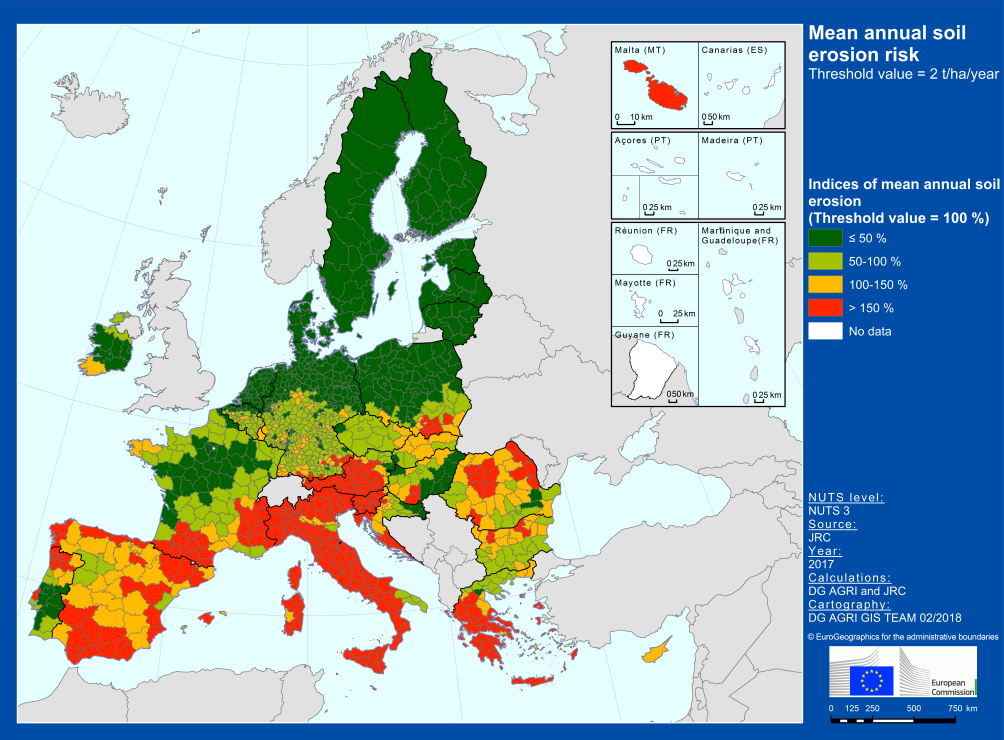 Mean annual soil
erosion risk
Threshold value = 2 t/ha/year
Malta (MT)
0 10 km
Canarias (ES)
0 50 km
Açores (PT)
0 25 km
Madeira (PT)
0 25 km
Réunion (FR)
0 25 km
Mayotte (FR)
0 25 km
Guyane (FR)
0 50 km
Martinique and
Guadeloupe(FR)
0 25 km
Indices of mean annual soil
erosion
(Threshold value = 100 %)
≤ 50 %
50-100 %
100-150 %
> 150 %
No data
NUTS level:
NUTS 3
Source:
JRC
Year:
2017
Calculations:
DG AGRI and JRC
Cartography:
DG AGRI GIS TEAM 02/2018
© EuroGeographics for the administrative boundaries
European
Commission
0 125 250 500 750 km